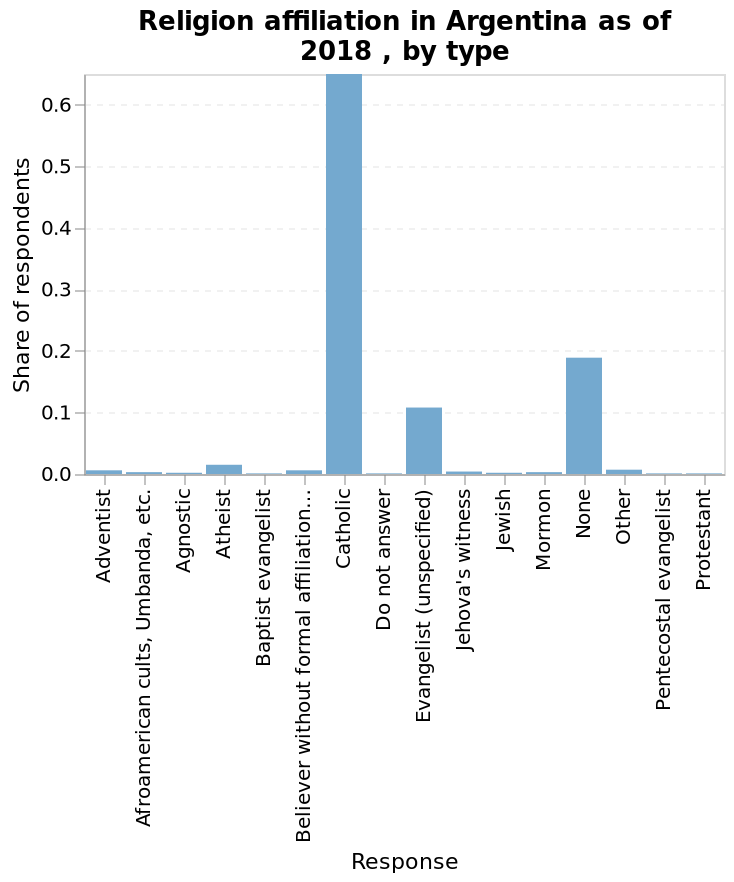 Religion affiliation in Argentina as of
2018 , by type
Share of respondents
0.6
0.5
0.4
0.3
0.2
0.1
0.0
Adventist
Afroamerican cults, Umbanda, etc.
Agnostic
Atheist
Baptist evangelist
Believer without formal affiliation...
Catholic
Do not answer
Evangelist (unspecified)
Jehova's witness
Jewish
Mormon
None
Other
Pentecostal evangelist
Protestant
Response